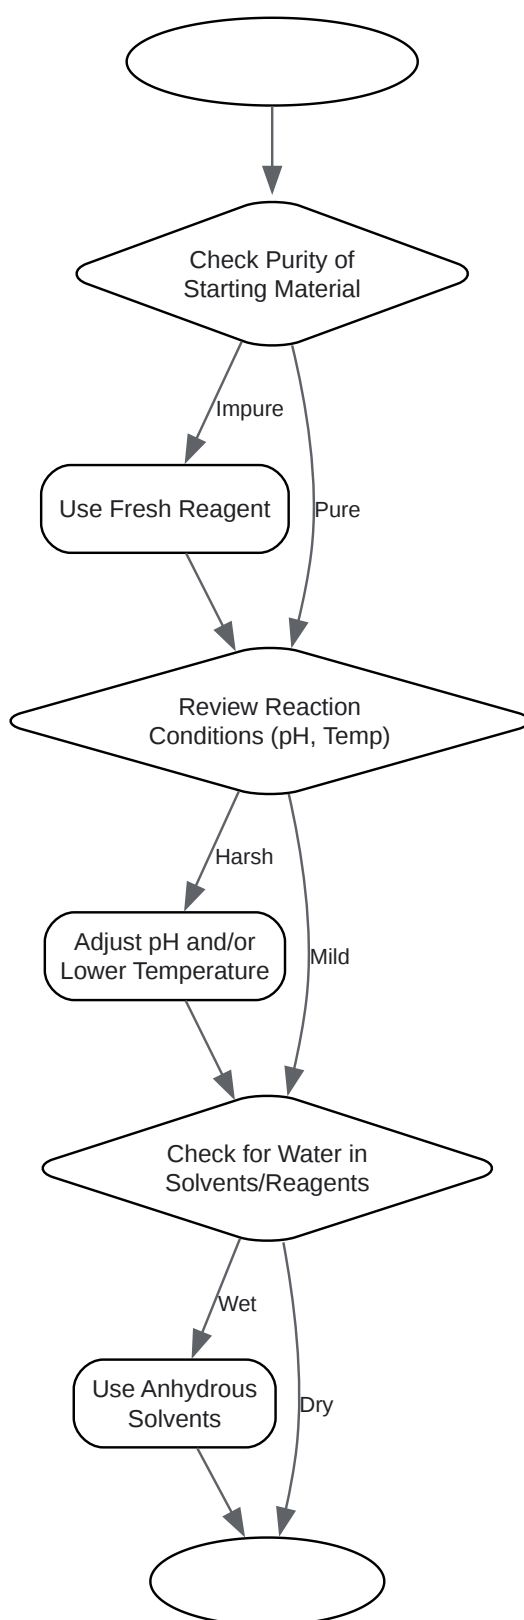 Check Purity of
Starting Material
Impure
Use Fresh Reagent
Pure
Review Reaction
Conditions (pH, Temp)
Harsh
Adjust pH and/or
Lower Temperature
Mild
Check for Water in
Solvents/Reagents
Wet
Use Anhydrous
Solvents
Dry